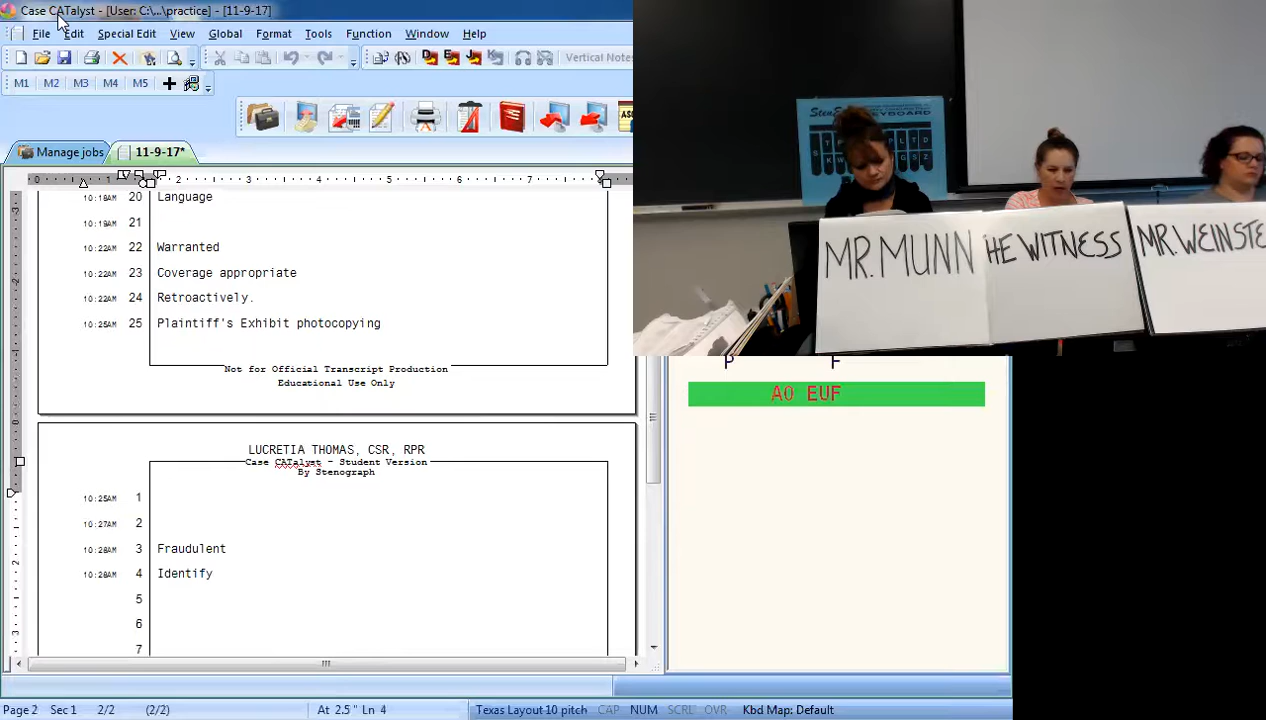 Case CATalyst - [User: C:\...\practice] - [11-9-17]
File Edit Special Edit View Global Format Tools Function Window Help
Vertical Notes
M1 M2 M3 M4 M5
Manage jobs 11-9-17*
10:18AM 20 Language
10:19AM 21
10:22AM 22 Warranted
10:22AM 23 Coverage appropriate
10:22AM 24 Retroactively.
10:25AM 25 Plaintiff's Exhibit photocopying
Not for Official Transcript Production
Educational Use Only
LUCRETIA THOMAS, CSR, RPR
Case CATalyst - Student Version
By Stenograph
10:25AM 1
10:27AM 2
10:28AM 3 Fraudulent
10:28AM 4 Identify
5
6
7
Page 2 Sec 1 2/2 (2/2) At 2.5 " Ln 4 Texas Layout 10 pitch CAP NUM SCRL OVR Kbd Map: Default
P F
AO EUF
KEYBOARD
MR. MUNN
HE WITNESS
MR. WEINSTE